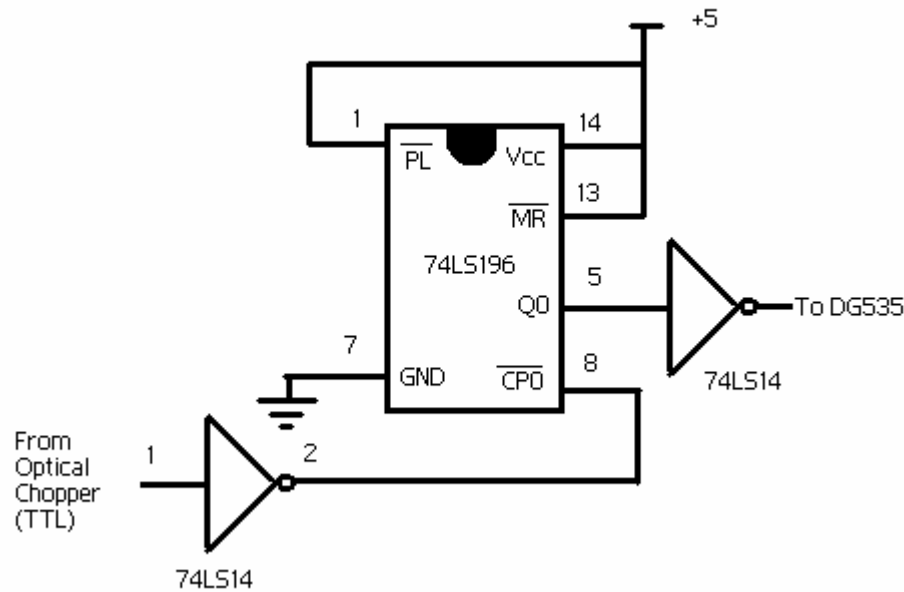 +5
1
14
PL
Vcc
13
MR
74LS196
5
Q0
To DG535
7
8
GND
CP0
74LS14
From
Optical
Chopper
(TTL)
1
2
74LS14